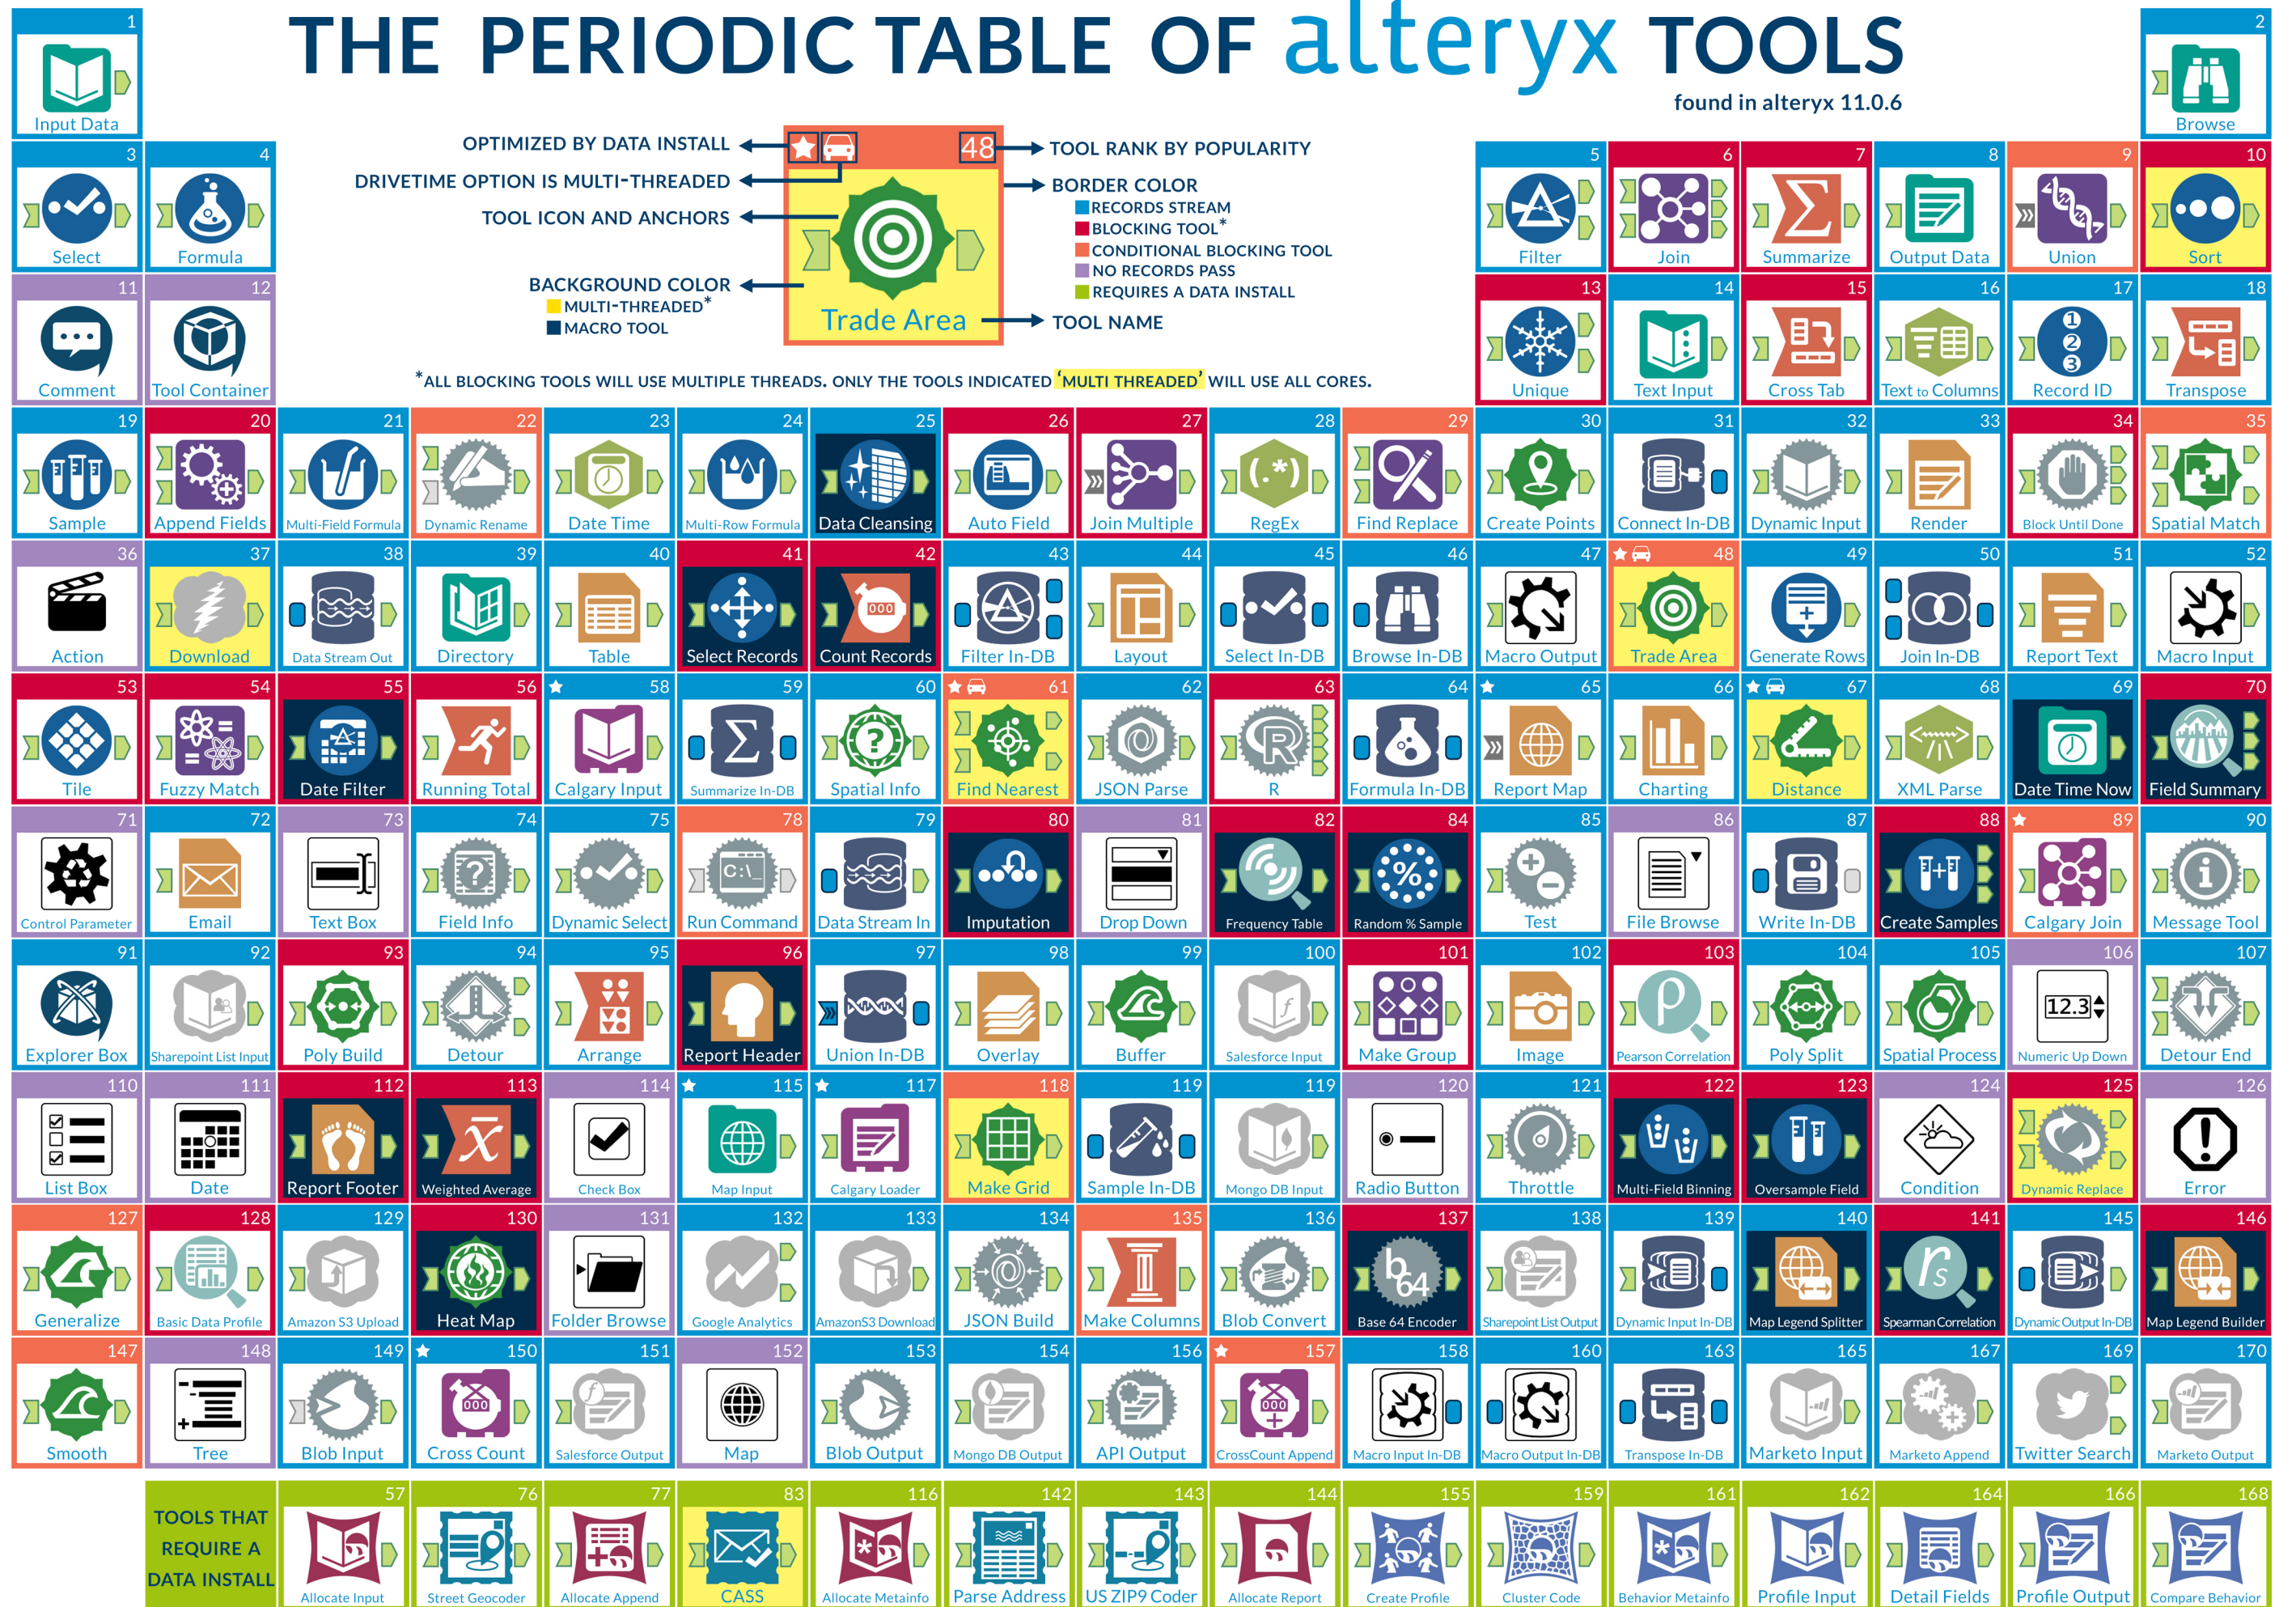 THE PERIODIC TABLE OF alteryx TOOLS
found in alteryx 11.0.6
1
Input Data
2
Browse
OPTIMIZED BY DATA INSTALL
DRIVETIME OPTION IS MULTI-THREADED
TOOL ICON AND ANCHORS
BACKGROUND COLOR
MULTI-THREADED*
MACRO TOOL
48
Trade Area
TOOL RANK BY POPULARITY
BORDER COLOR
RECORDS STREAM
BLOCKING TOOL*
CONDITIONAL BLOCKING TOOL
NO RECORDS PASS
REQUIRES A DATA INSTALL
TOOL NAME
*ALL BLOCKING TOOLS WILL USE MULTIPLE THREADS. ONLY THE TOOLS INDICATED 'MULTI THREADED' WILL USE ALL CORES.
3 4 5 6 7 8 9 10
Select Formula Filter Join Summarize Output Data Union Sort
11 12 13 14 15 16 17 18
1 2 3
Comment Tool Container Unique Text Input Cross Tab Text to Columns Record ID Transpose
19 20 21 22 23 24 25 26 27 28 29 30 31 32 33 34 35
(.*)
Sample Append Fields Multi-Field Formula Dynamic Rename Date Time Multi-Row Formula Data Cleansing Auto Field Join Multiple RegEx Find Replace Create Points Connect In-DB Dynamic Input Render Block Until Done Spatial Match
36 37 38 39 40 41 42 43 44 45 46 47 48 49 50 51 52
000
Action Download Data Stream Out Directory Table Select Records Count Records Filter In-DB Layout Select In-DB Browse In-DB Macro Output Trade Area Generate Rows Join In-DB Report Text Macro Input
53 54 55 56 58 59 60 61 62 63 64 65 66 67 68 69 70
Σ ? R
Tile Fuzzy Match Date Filter Running Total Calgary Input Summarize In-DB Spatial Info Find Nearest JSON Parse R Formula In-DB Report Map Charting Distance XML Parse Date Time Now Field Summary
71 72 73 74 75 78 79 80 81 82 84 85 86 87 88 89 90
? C:\_ % i
Control Parameter Email Text Box Field Info Dynamic Select Run Command Data Stream In Imputation Drop Down Frequency Table Random % Sample Test File Browse Write In-DB Create Samples Calgary Join Message Tool
91 92 93 94 95 96 97 98 99 100 101 102 103 104 105 106 107
f ρ 12.3
Explorer Box Sharepoint List Input Poly Build Detour Arrange Report Header Union In-DB Overlay Buffer Salesforce Input Make Group Image Pearson Correlation Poly Split Spatial Process Numeric Up Down Detour End
110 111 112 113 114 115 117 118 119 119 120 121 122 123 124 125 126
x̄ !
List Box Date Report Footer Weighted Average Check Box Map Input Calgary Loader Make Grid Sample In-DB Mongo DB Input Radio Button Throttle Multi-Field Binning Oversample Field Condition Dynamic Replace Error
127 128 129 130 131 132 133 134 135 136 137 138 139 140 141 145 146
b64 rs
Generalize Basic Data Profile Amazon S3 Upload Heat Map Folder Browse Google Analytics AmazonS3 Download JSON Build Make Columns Blob Convert Base 64 Encoder Sharepoint List Output Dynamic Input In-DB Map Legend Splitter Spearman Correlation Dynamic Output In-DB Map Legend Builder
147 148 149 150 151 152 153 154 156 157 158 160 163 165 167 169 170
000 f 000
Smooth Tree Blob Input Cross Count Salesforce Output Map Blob Output Mongo DB Output API Output CrossCount Append Macro Input In-DB Macro Output In-DB Transpose In-DB Marketo Input Marketo Append Twitter Search Marketo Output
TOOLS THAT
REQUIRE A
DATA INSTALL
57 76 77 83 116 142 143 144 155 159 161 162 164 166 168
Allocate Input Street Geocoder Allocate Append CASS Allocate Metainfo Parse Address US ZIP9 Coder Allocate Report Create Profile Cluster Code Behavior Metainfo Profile Input Detail Fields Profile Output Compare Behavior